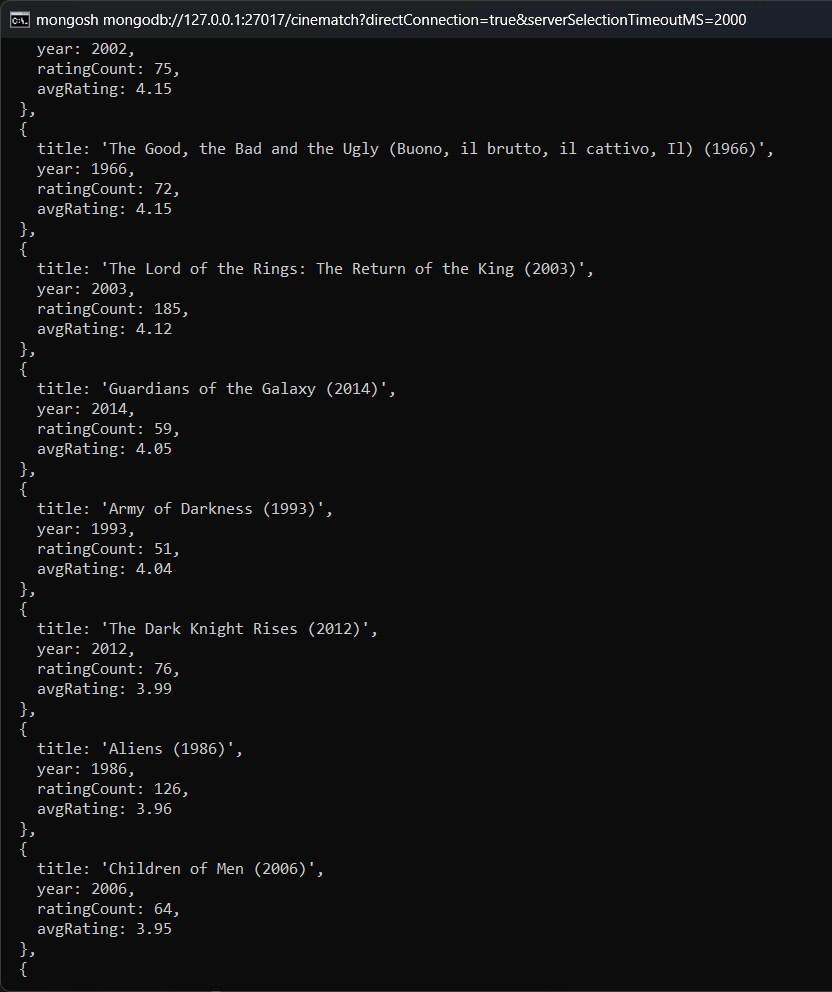 mongosh mongodb://127.0.0.1:27017/cinematch?directConnection=true&serverSelectionTimeoutMS=2000
    year: 2002,
    ratingCount: 75,
    avgRating: 4.15
  },
  {
    title: 'The Good, the Bad and the Ugly (Buono, il brutto, il cattivo, Il) (1966)',
    year: 1966,
    ratingCount: 72,
    avgRating: 4.15
  },
  {
    title: 'The Lord of the Rings: The Return of the King (2003)',
    year: 2003,
    ratingCount: 185,
    avgRating: 4.12
  },
  {
    title: 'Guardians of the Galaxy (2014)',
    year: 2014,
    ratingCount: 59,
    avgRating: 4.05
  },
  {
    title: 'Army of Darkness (1993)',
    year: 1993,
    ratingCount: 51,
    avgRating: 4.04
  },
  {
    title: 'The Dark Knight Rises (2012)',
    year: 2012,
    ratingCount: 76,
    avgRating: 3.99
  },
  {
    title: 'Aliens (1986)',
    year: 1986,
    ratingCount: 126,
    avgRating: 3.96
  },
  {
    title: 'Children of Men (2006)',
    year: 2006,
    ratingCount: 64,
    avgRating: 3.95
  },
  {